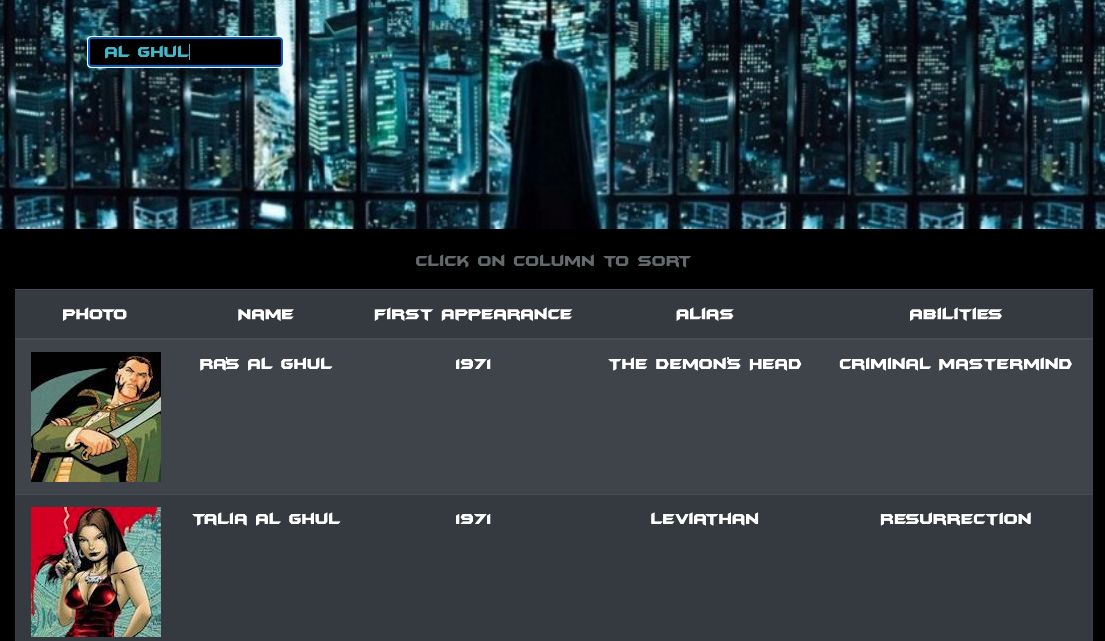 AL GHUL
CLICK ON COLUMN TO SORT
PHOTO NAME FIRST APPEARANCE ALIAS ABILITIES
RA'S AL GHUL 1971 THE DEMON'S HEAD CRIMINAL MASTERMIND
TALIA AL GHUL 1971 LEVIATHAN RESURRECTION